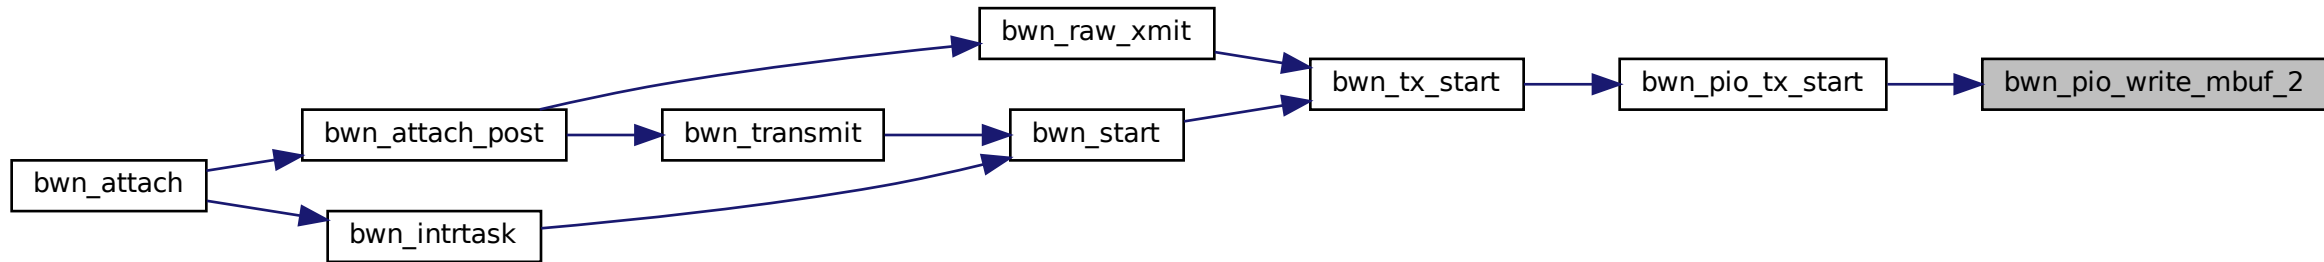 bwn_raw_xmit
bwn_tx_start
bwn_pio_tx_start
bwn_pio_write_mbuf_2
bwn_attach_post
bwn_transmit
bwn_start
bwn_attach
bwn_intrtask